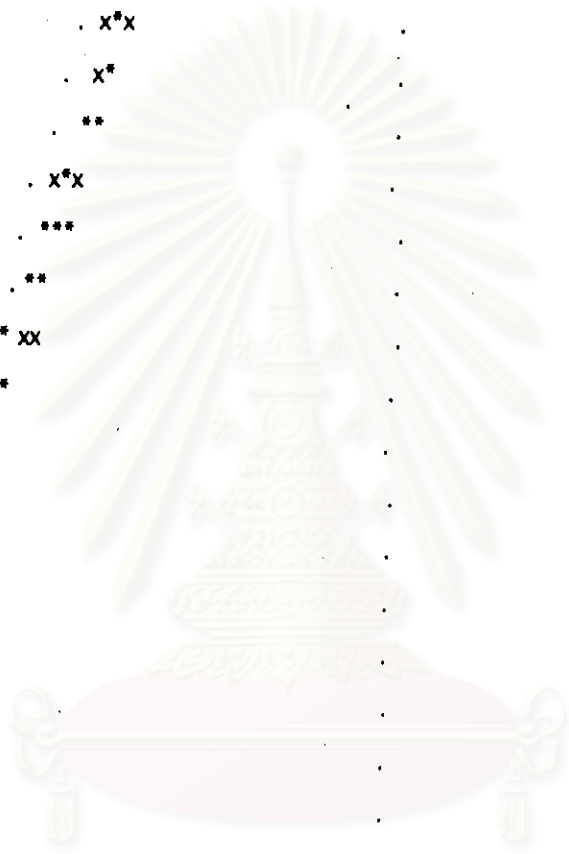 . x*x
. x*
. **
. x*x
. ***
. **
* xx
*